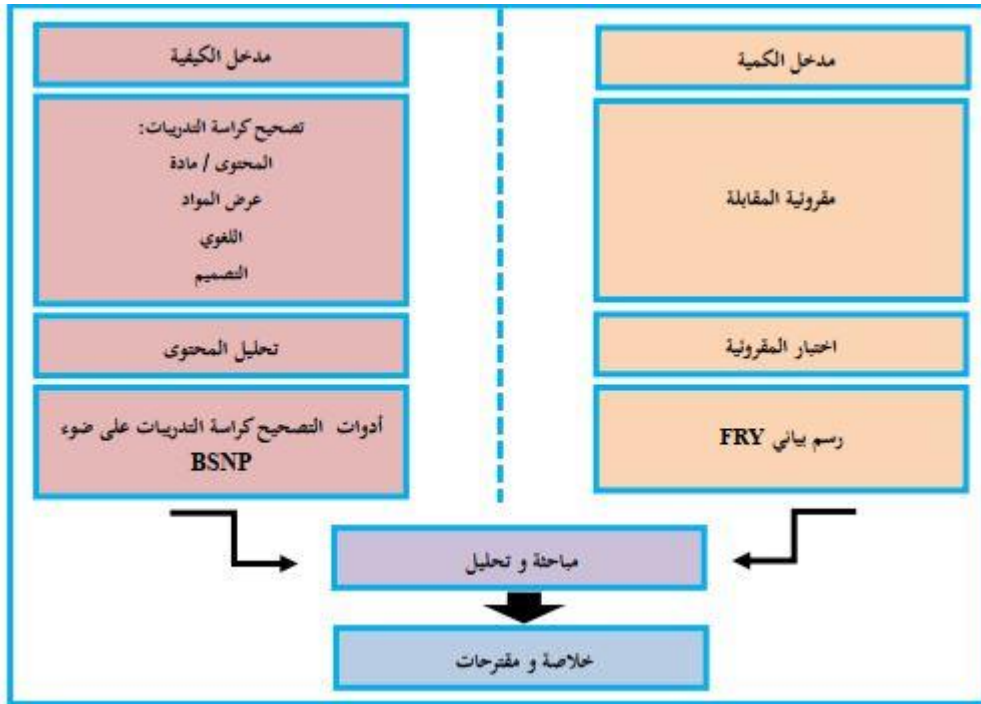 مدخل الكمية
مقروئية المقابلة
اختبار المقروئية
رسم بياني FRY
مدخل الكيفية
تصحيح كراسة التدريبات:
المحتوى / مادة
عرض المواد
اللغوي
التصميم
تحليل المحتوى
أدوات التصحيح كراسة التدريبات على ضوء
BSNP
مباحثة و تحليل
خلاصة و مقترحات